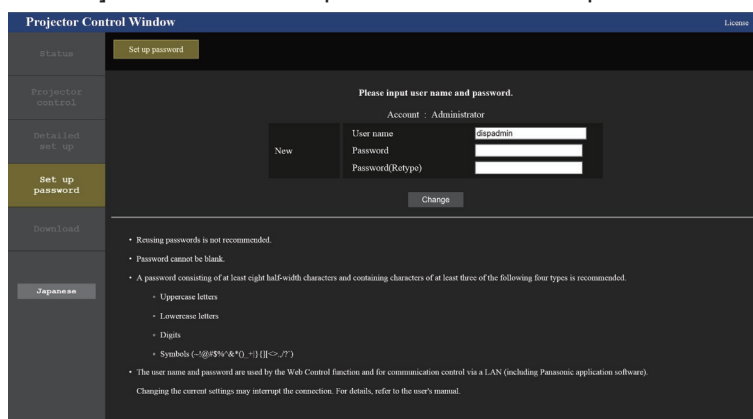 Projector Control Window
License
Status
Set up password
Projector
control
Detailed
set up
Set up
password
Download
Japanese
Please input user name and password.
Account : Administrator
New
User name
dispadmin
Password
Password(Retype)
Change
• Reusing passwords is not recommended.
• Password cannot be blank.
• A password consisting of at least eight half-width characters and containing characters of at least three of the following four types is recommended.
◦ Uppercase letters
◦ Lowercase letters
◦ Digits
◦ Symbols (~!@#$%^&*()_+|}{][<>.,/?`)
• The user name and password are used by the Web Control function and for communication control via a LAN (including Panasonic application software).
Changing the current settings may interrupt the connection. For details, refer to the user's manual.